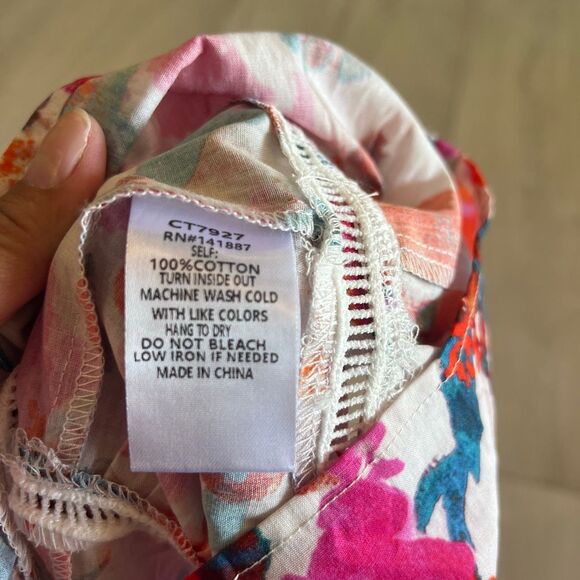 CT7927
RN#141887
SELF:
100%COTTON
TURN INSIDE OUT
MACHINE WASH COLD
WITH LIKE COLORS
HANG TO DRY
DO NOT BLEACH
LOW IRON IF NEEDED
MADE IN CHINA